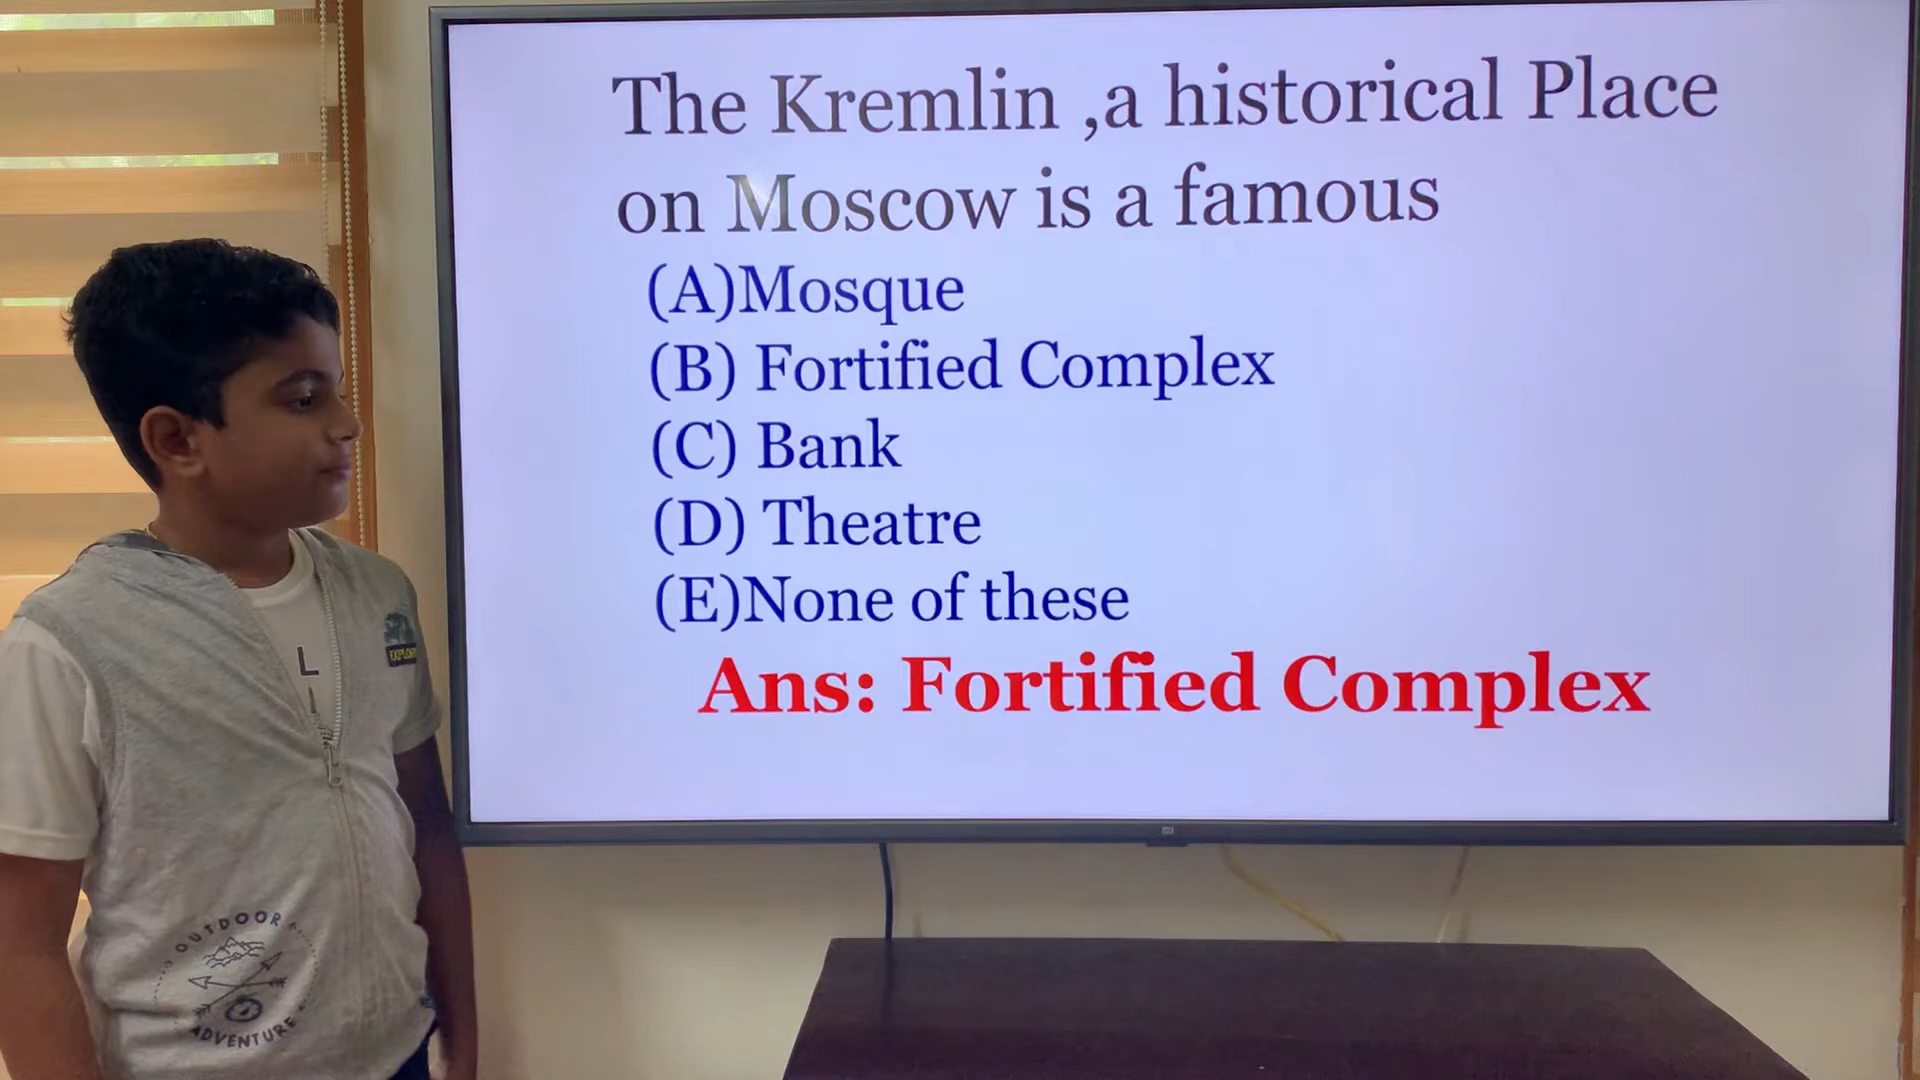 The Kremlin ,a historical Place
on Moscow is a famous
(A)Mosque
(B) Fortified Complex
(C) Bank
(D) Theatre
(E)None of these
Ans: Fortified Complex
L
OUTDOOR
ADVENTURE